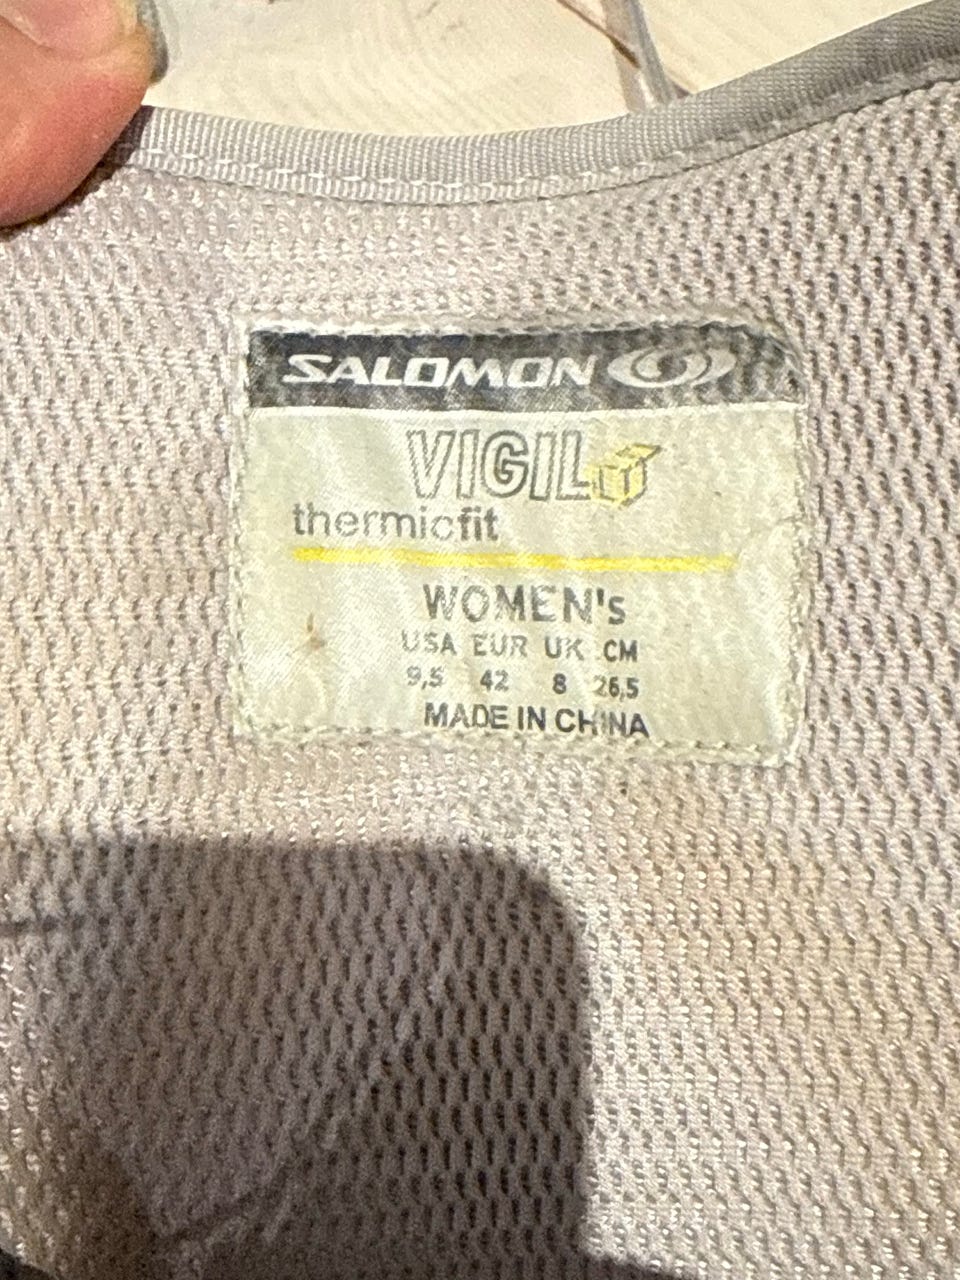 SALOMON
VIGIL
thermicfit
WOMEN's
USA EUR UK CM
9,5 42 8 26,5
MADE IN CHINA